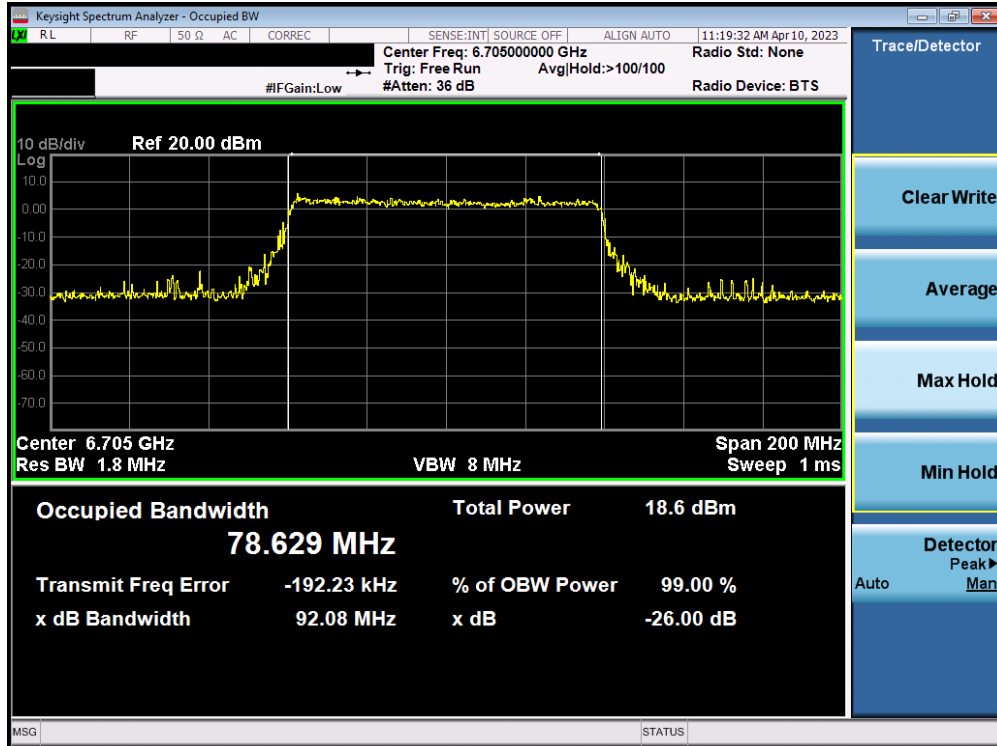 Keysight Spectrum Analyzer - Occupied BW
LXI RL RF 50 Ω AC CORREC SENSE:INT SOURCE OFF ALIGN AUTO 11:19:32 AM Apr 10, 2023
Center Freq: 6.705000000 GHz Radio Std: None
Trig: Free Run Avg|Hold:>100/100
#IFGain:Low #Atten: 36 dB Radio Device: BTS
Trace/Detector
10 dB/div Ref 20.00 dBm
Log
10.0
0.00
-10.0
-20.0
-30.0
-40.0
-50.0
-60.0
-70.0
Center 6.705 GHz Span 200 MHz
Res BW 1.8 MHz VBW 8 MHz Sweep 1 ms
Occupied Bandwidth Total Power 18.6 dBm
78.629 MHz
Transmit Freq Error -192.23 kHz % of OBW Power 99.00 %
x dB Bandwidth 92.08 MHz x dB -26.00 dB
Clear Write
Average
Max Hold
Min Hold
Detector
Peak▶
Auto Man
MSG STATUS